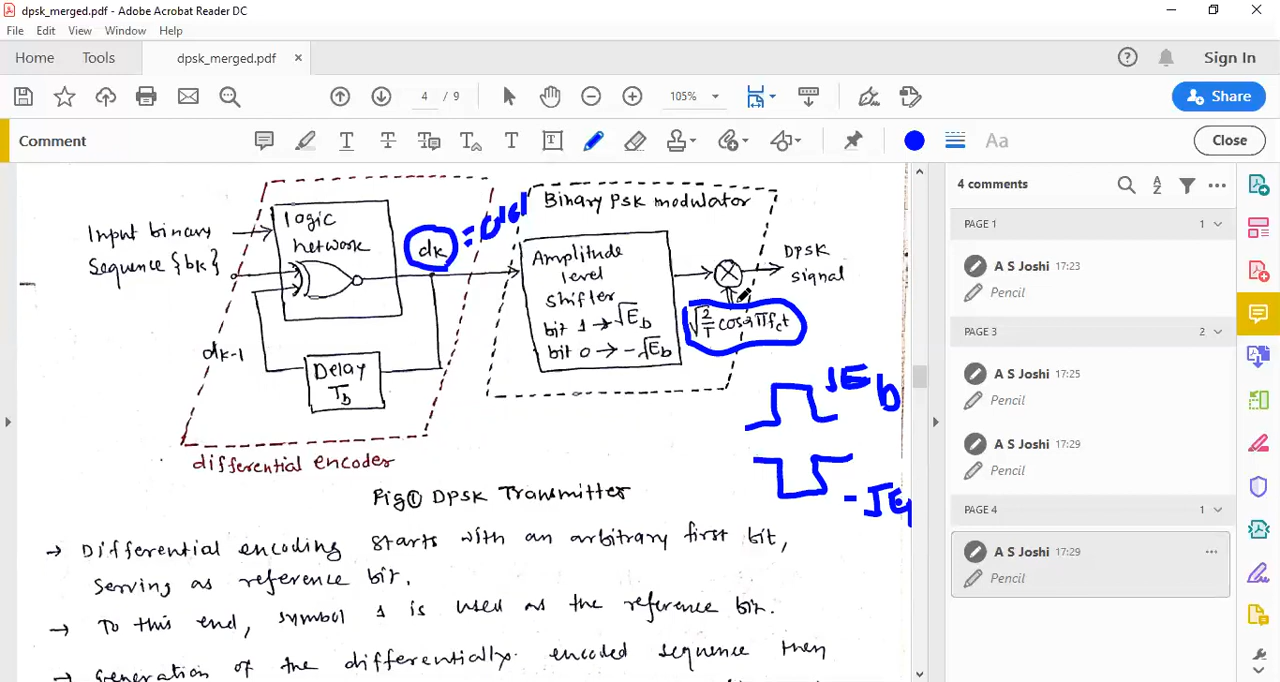 dpsk_merged.pdf - Adobe Acrobat Reader DC
File Edit View Window Help
Home Tools dpsk_merged.pdf × Sign In
4 / 9 105% Share
Comment Aa Close
Input binary
Sequence {bk}
logic
network
dk
dk-1
Delay
Tb
differential encoder
Binary PSK modulator
Amplitude
level
shifter
bit 1 → √Eb
bit 0 → -√Eb
DPSK
signal
√2/T cos2πfct
√Eb
Fig① DPSK Transmitter
→ Differential encoding starts with an arbitrary first bit,
serving as reference bit.
→ To this end, symbol 1 is used as the reference bit.
→ Generation of the differentially encoded sequence then
4 comments
PAGE 1 1
A S Joshi 17:23
Pencil
PAGE 3 2
A S Joshi 17:25
Pencil
A S Joshi 17:29
Pencil
PAGE 4 1
A S Joshi 17:29
Pencil